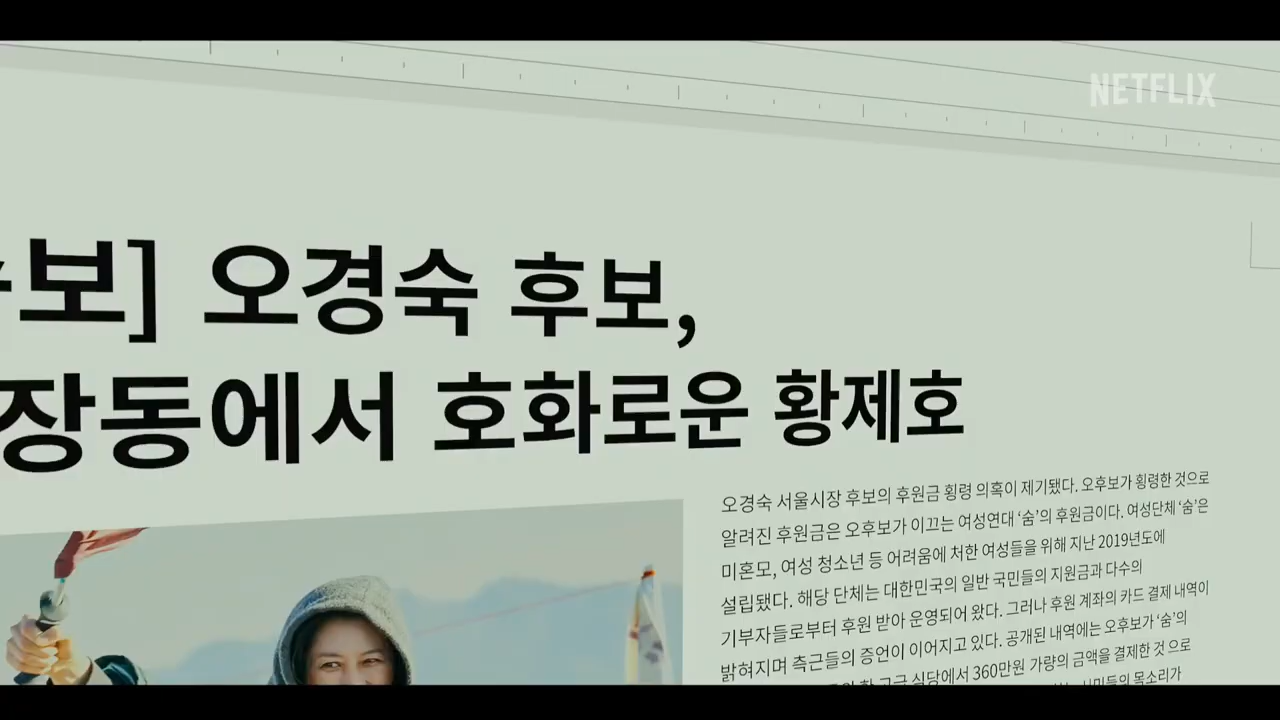 NETFLIX
보] 오경숙 후보,
장동에서 호화로운 황제호
오경숙 서울시장 후보의 후원금 횡령 의혹이 제기됐다. 오후보가 횡령한 것으로
알려진 후원금은 오후보가 이끄는 여성연대 ‘숨’의 후원금이다. 여성단체 ‘숨’은
미혼모, 여성 청소년 등 어려움에 처한 여성들을 위해 지난 2019년도에
설립됐다. 해당 단체는 대한민국의 일반 국민들의 지원금과 다수의
기부자들로부터 후원 받아 운영되어 왔다. 그러나 후원 계좌의 카드 결제 내역이
밝혀지며 측근들의 증언이 이어지고 있다. 공개된 내역에는 오후보가 ‘숨’의
한 고급 식당에서 360만원 가량의 금액을 결제한 것으로
시민들의 목소리가